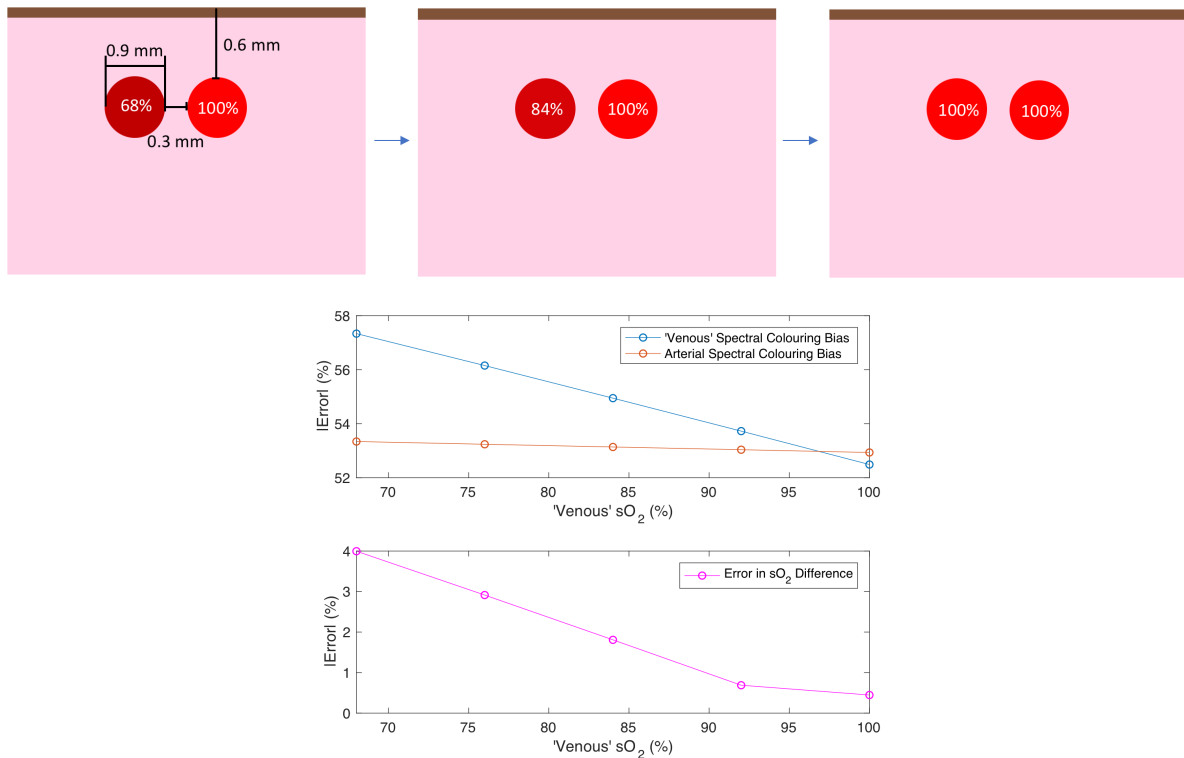 0.9 mm
0.6 mm
68%
100%
0.3 mm
84%
100%
100%
100%
58
56
54
52
|Error| (%)
'Venous' Spectral Colouring Bias
Arterial Spectral Colouring Bias
70 75 80 85 90 95 100
'Venous' sO₂ (%)
4
3
2
1
0
|Error| (%)
Error in sO₂ Difference
70 75 80 85 90 95 100
'Venous' sO₂ (%)